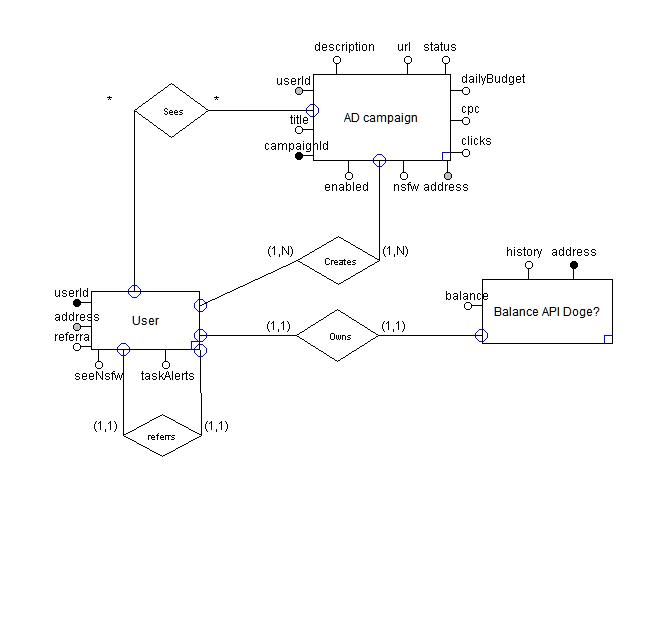 description url status
userId dailyBudget
* Sees * title AD campaign cpc
campaignId clicks
enabled nsfw address
(1,N) Creates (1,N)
history address
userId balance
address User (1,1) Owns (1,1) Balance API Doge?
referra
seeNsfw taskAlerts
(1,1) referrs (1,1)